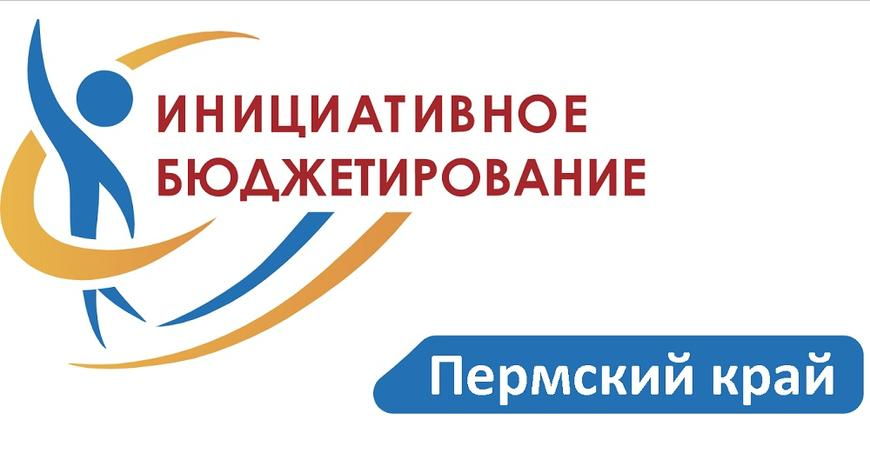 ИНИЦИАТИВНОЕ
БЮДЖЕТИРОВАНИЕ
Пермский край